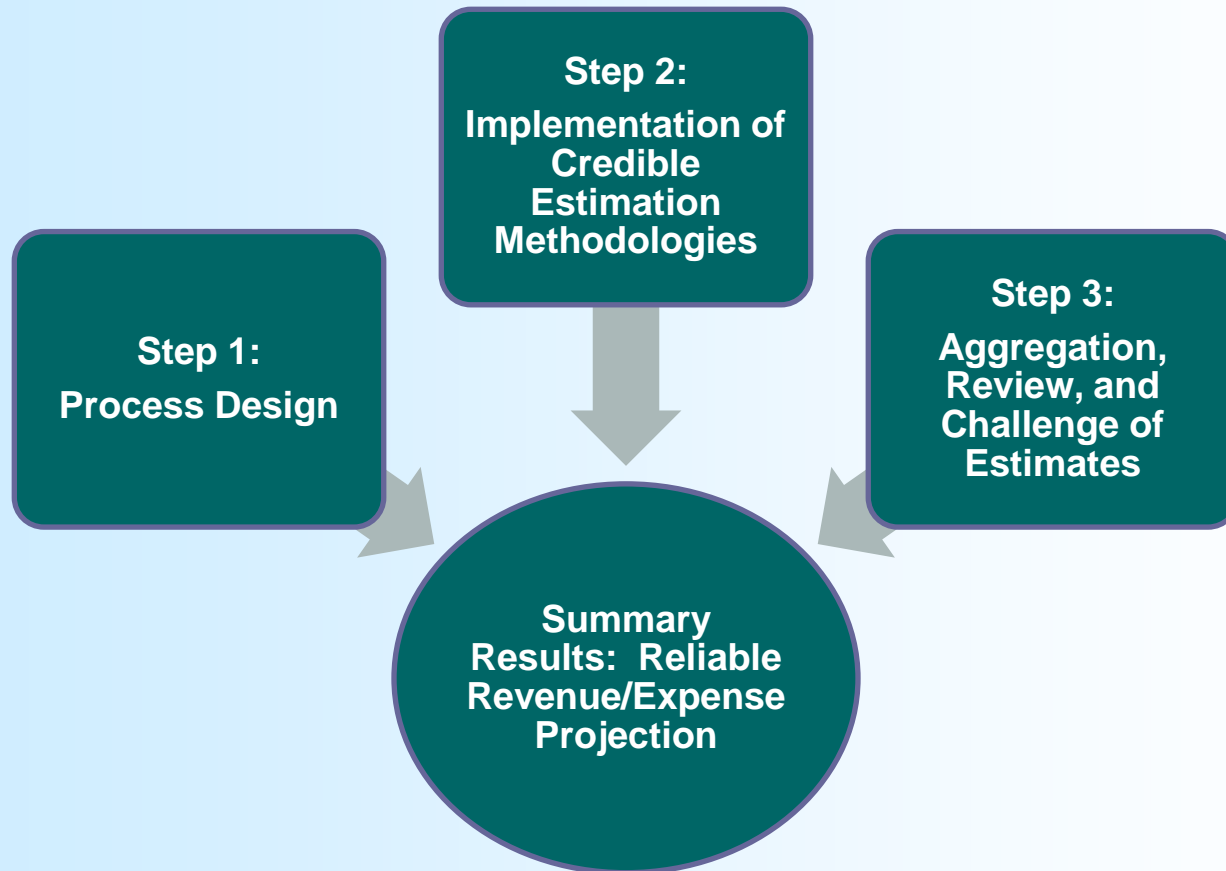 Step 1:
Process Design
Step 2:
Implementation of
Credible
Estimation
Methodologies
Step 3:
Aggregation,
Review, and
Challenge of
Estimates
Summary
Results:  Reliable
Revenue/Expense
Projection